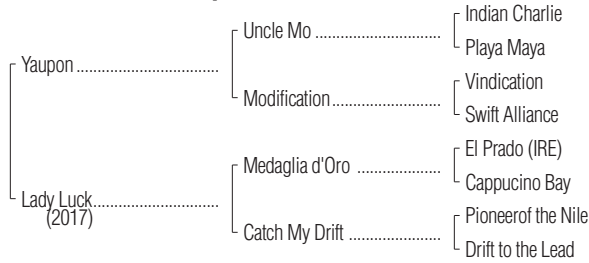 Indian Charlie
Uncle Mo ................................
Playa Maya
Yaupon ....................................
Vindication
Modification............................
Swift Alliance
El Prado (IRE)
Medaglia d'Oro .....................
Cappucino Bay
Lady Luck................................
(2017)
Pioneerof the Nile
Catch My Drift .......................
Drift to the Lead